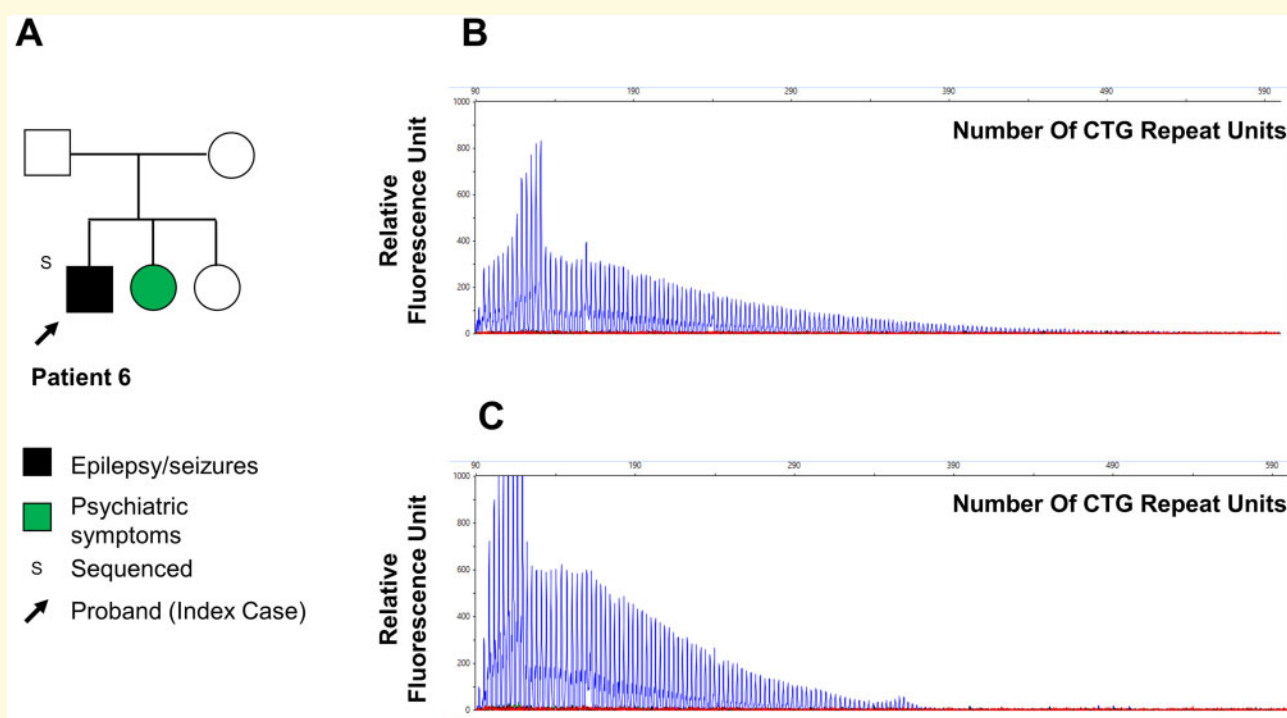 A
S
Patient 6
Epilepsy/seizures
Psychiatric
symptoms
S Sequenced
Proband (Index Case)
B
90 190 290 390 490 590
1000
800
600
400
200
0
Relative
Fluorescence Unit
Number Of CTG Repeat Units
C
90 190 290 390 490 590
1000
800
600
400
200
0
Relative
Fluorescence Unit
Number Of CTG Repeat Units